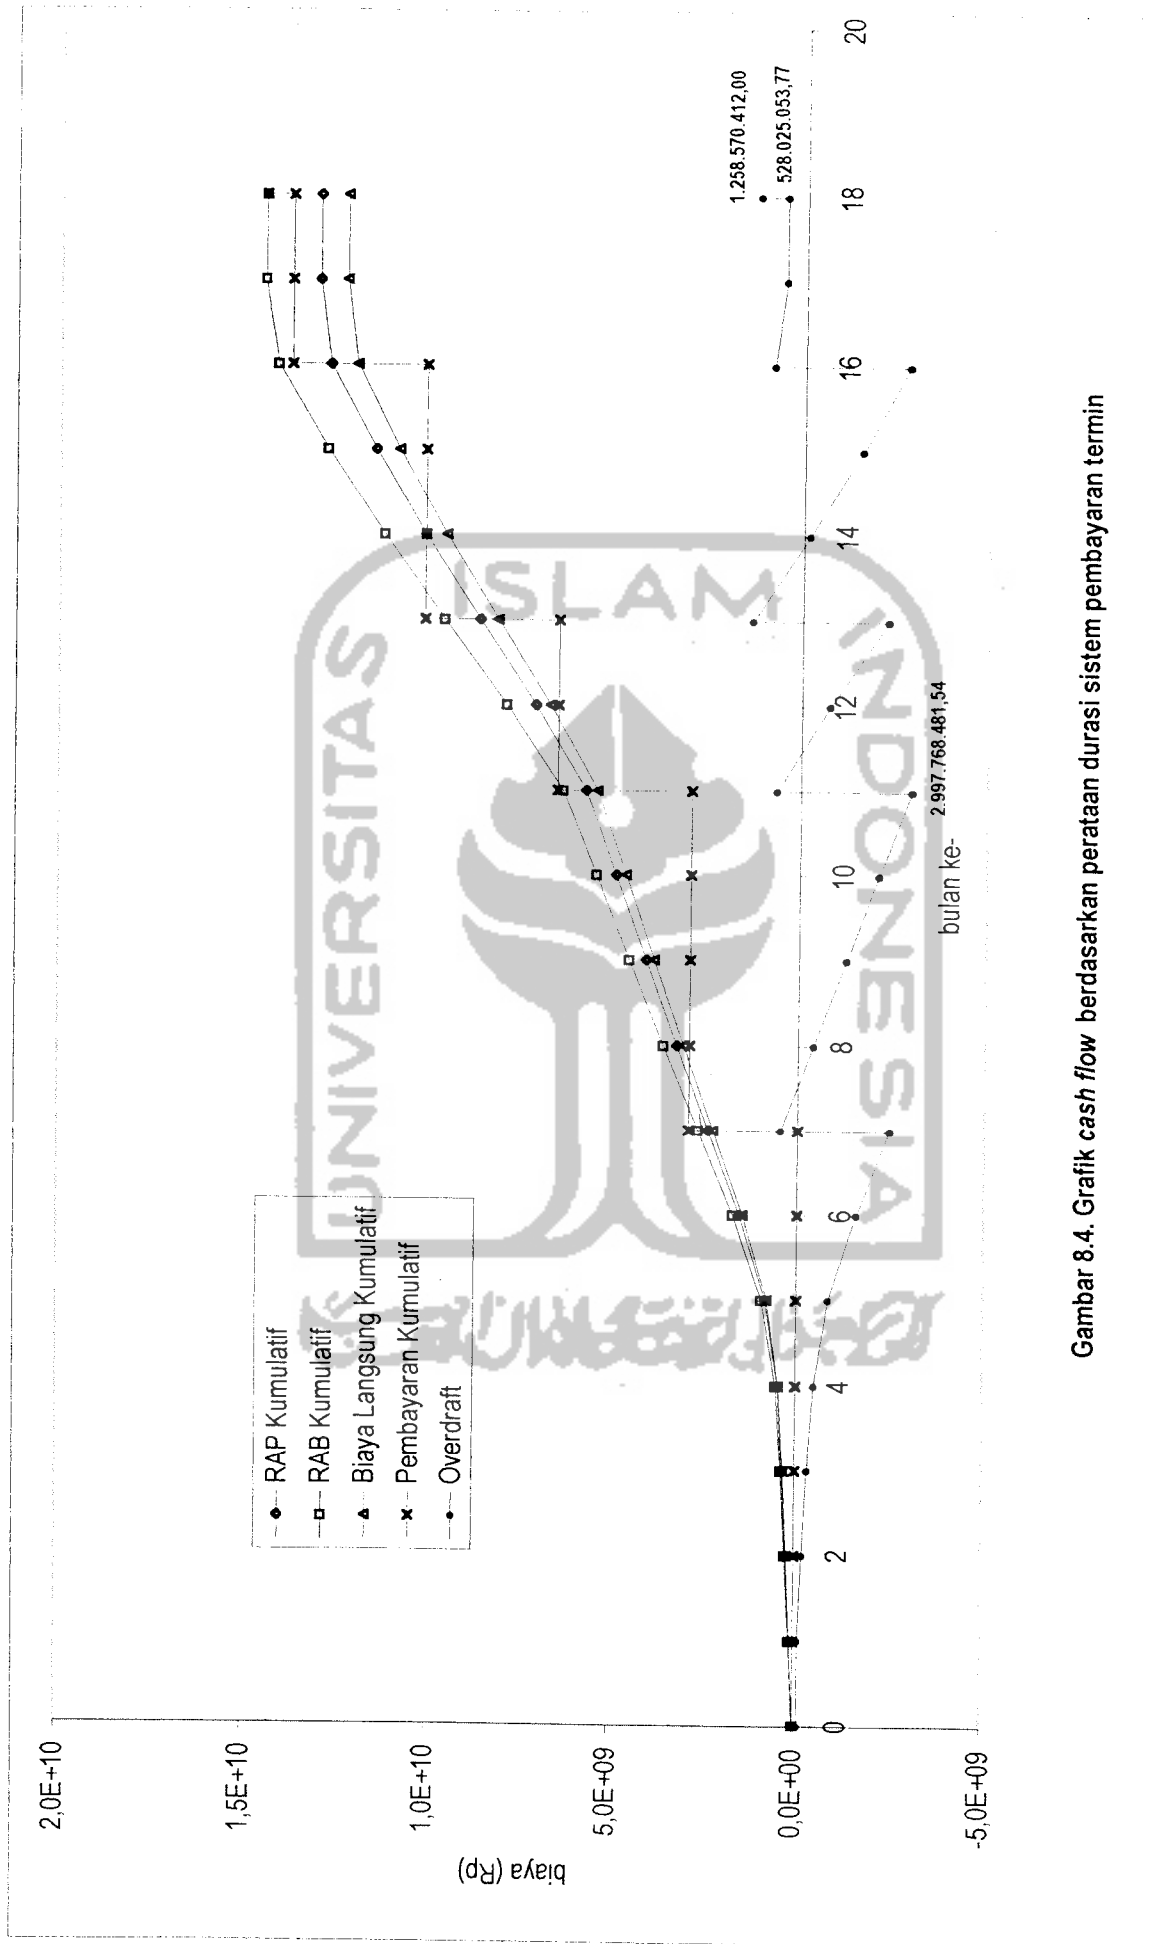 2,0E+10
1,5E+10
1,0E+10
5,0E+09
0,0E+00
-5,0E+09
biaya (Rp)
RAP Kumulatif
RAB Kumulatif
Biaya Langsung Kumulatif
Pembayaran Kumulatif
Overdraft
0
2
4
6
8
10
12
14
16
18
20
bulan ke-
2.997.768.481,54
1.258.570.412,00
528.025.053,77
UNIVERSITAS
ISLAM
INDONESIA
Gambar 8.4. Grafik cash flow berdasarkan perataan durasi sistem pembayaran termin